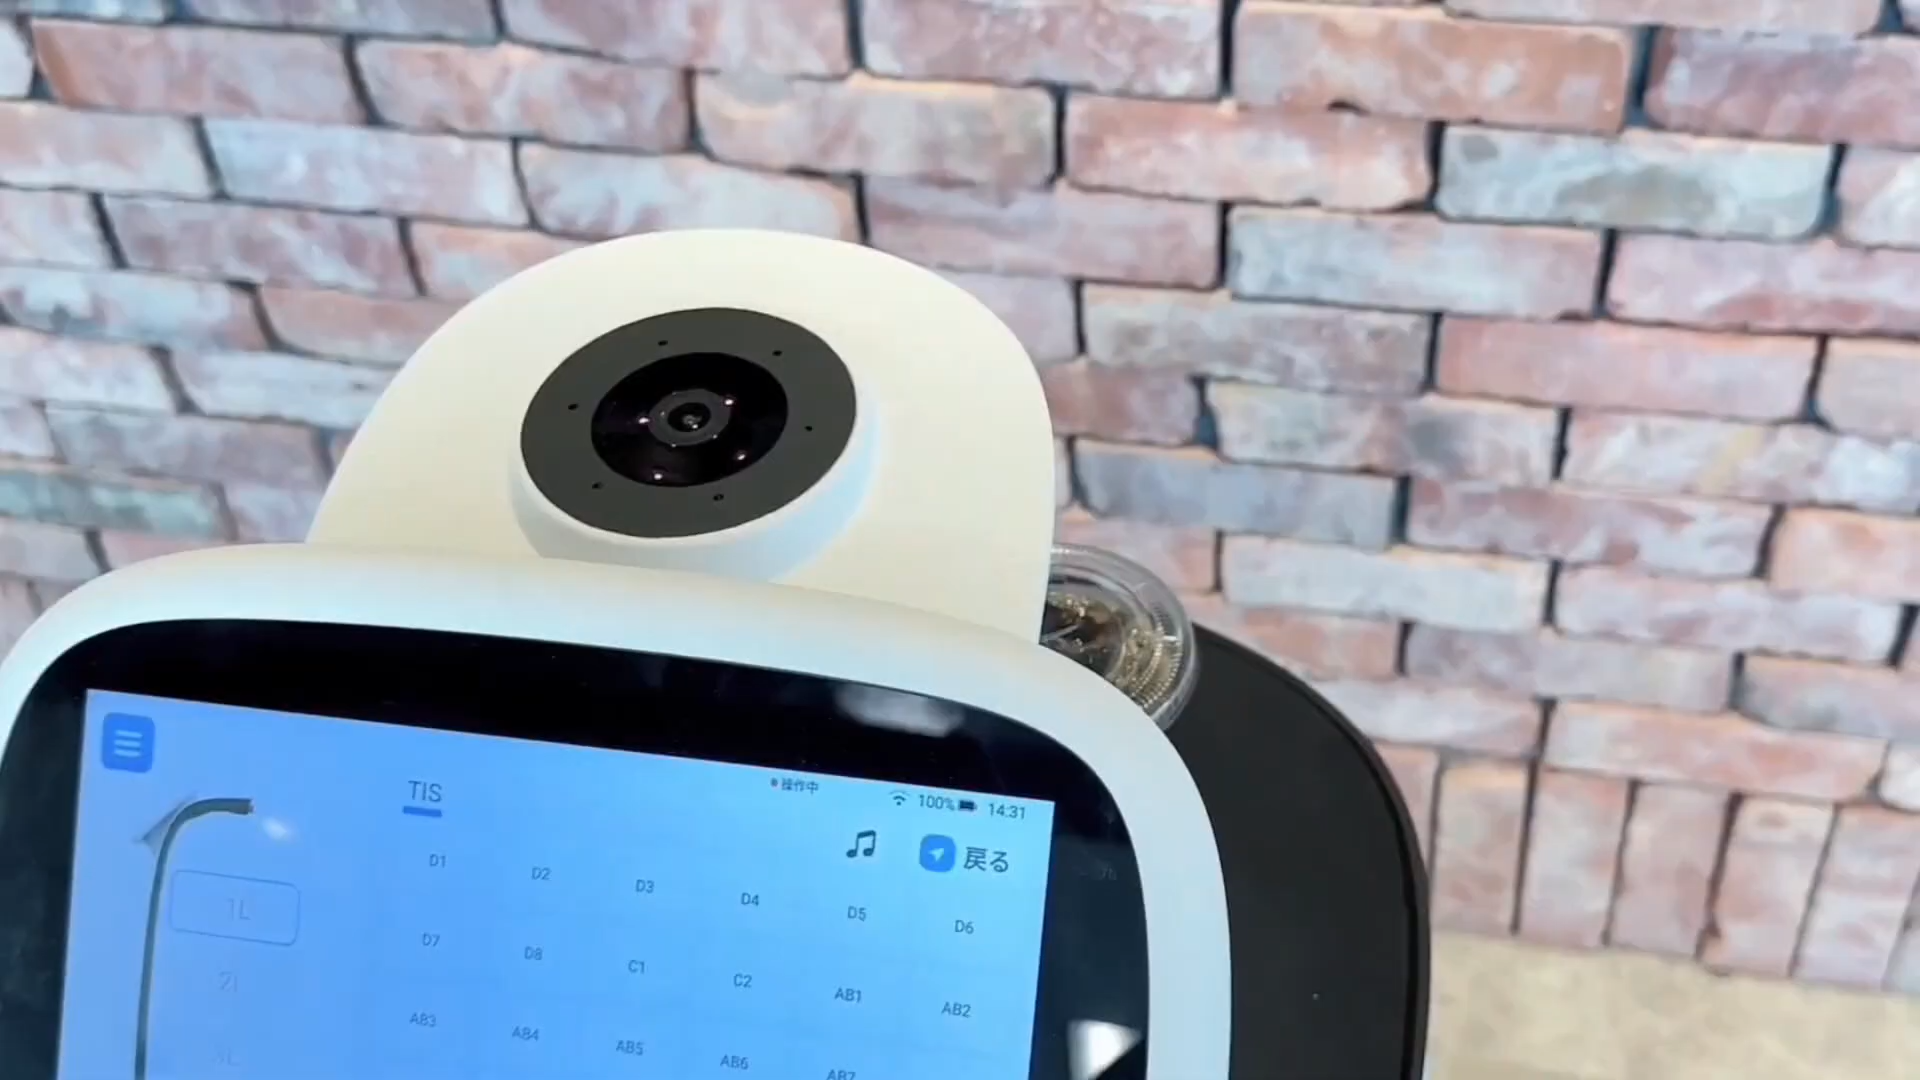 ●操作中 100% 14:31
TIS
戻る
1L
D1 D2 D3 D4 D5 D6
D7 D8 C1 C2 AB1 AB2
AB3 AB4 AB5 AB6 AB7